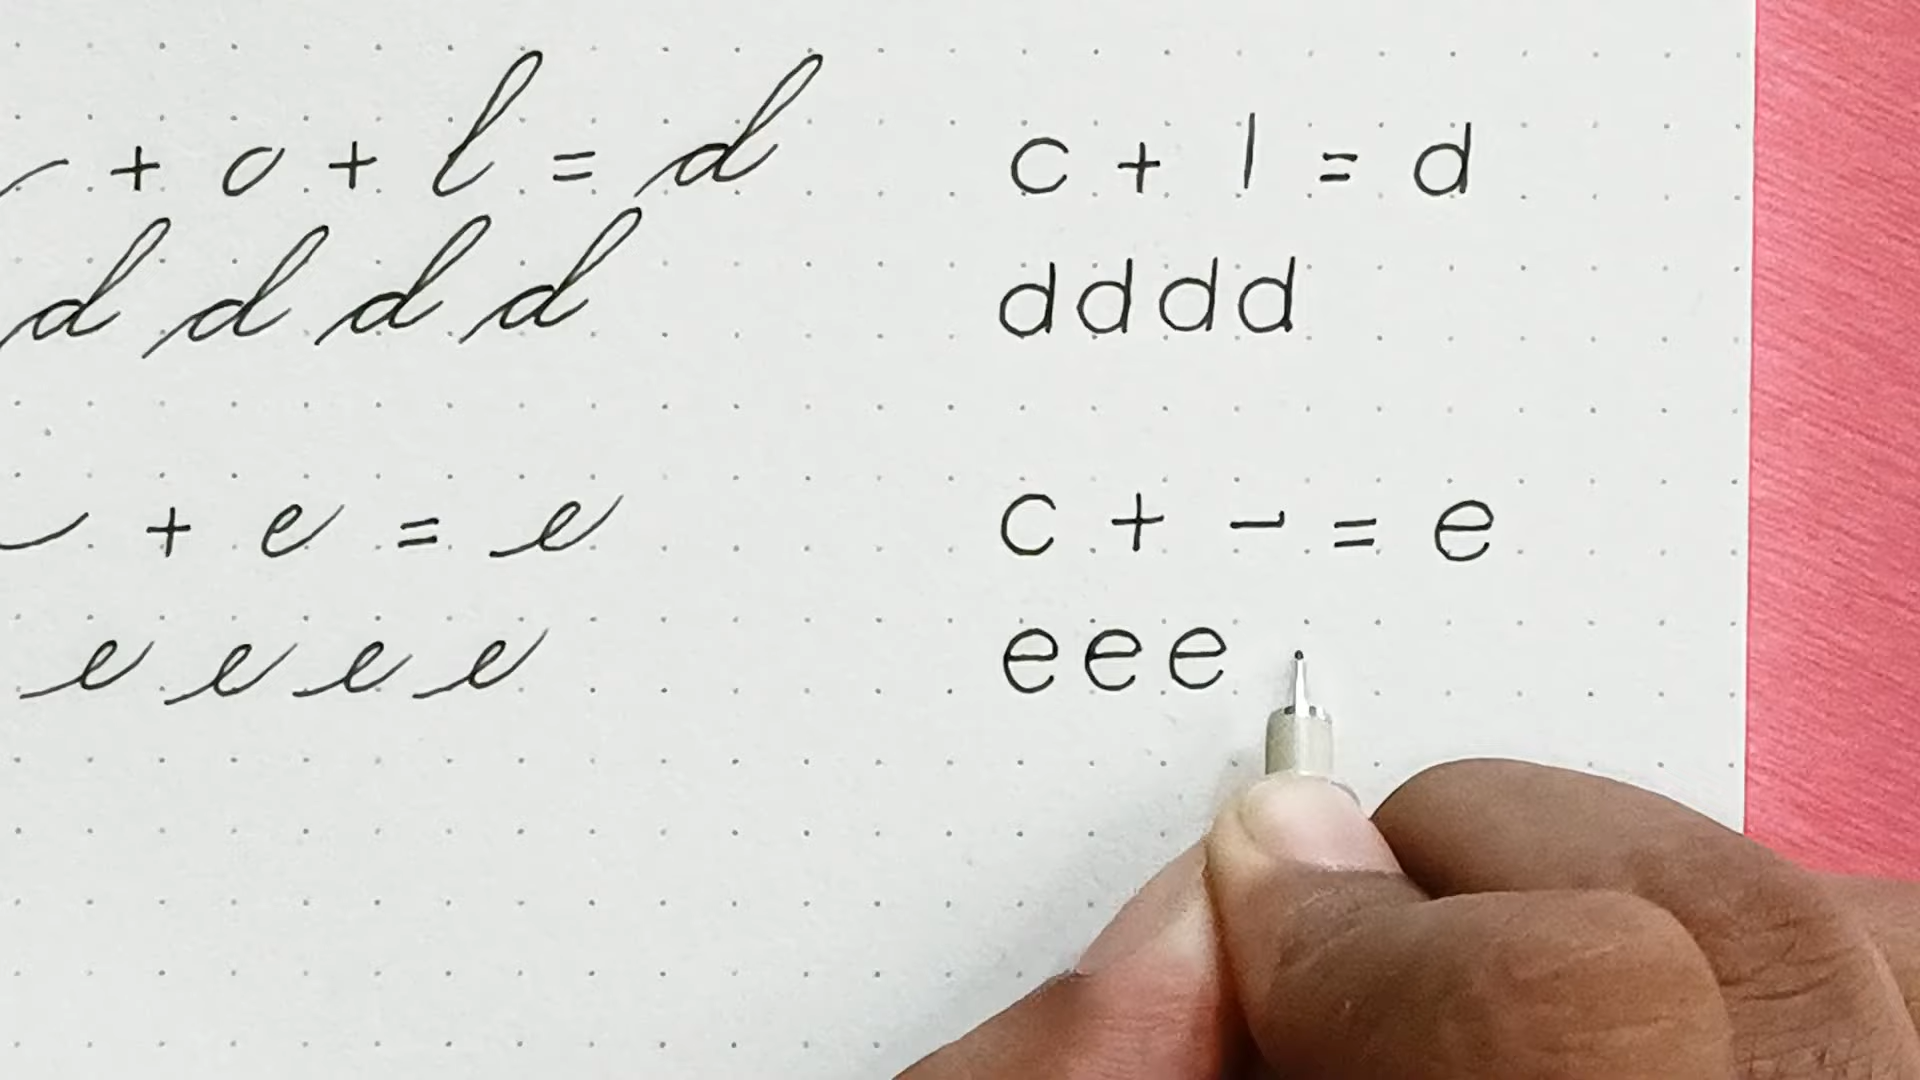 + o + l = d
d d d d
+ e = e
e e e e
c + l = d
dddd
c + - = e
eee